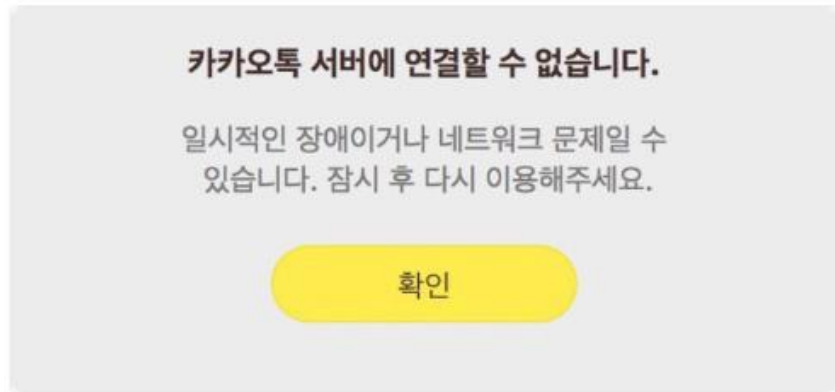 카카오톡 서버에 연결할 수 없습니다.
일시적인 장애이거나 네트워크 문제일 수
있습니다. 잠시 후 다시 이용해주세요.
확인